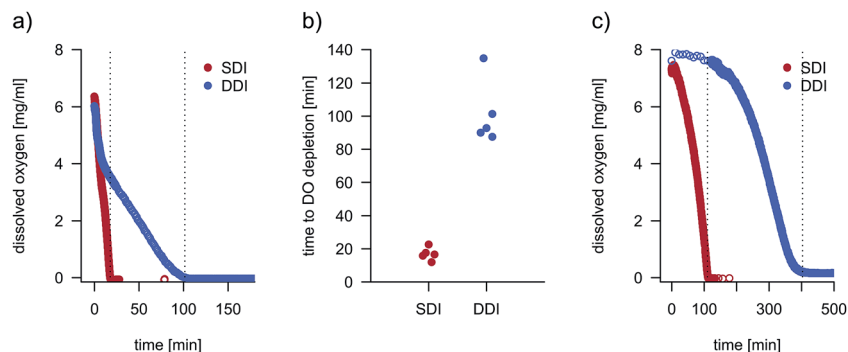 a)
8
6
4
2
0
dissolved oxygen [mg/ml]
SDI
DDI
0 50 100 150
time [min]
b)
140
120
100
80
60
40
20
0
time to DO depletion [min]
SDI DDI
c)
8
6
4
2
0
dissolved oxygen [mg/ml]
SDI
DDI
0 100 300 500
time [min]